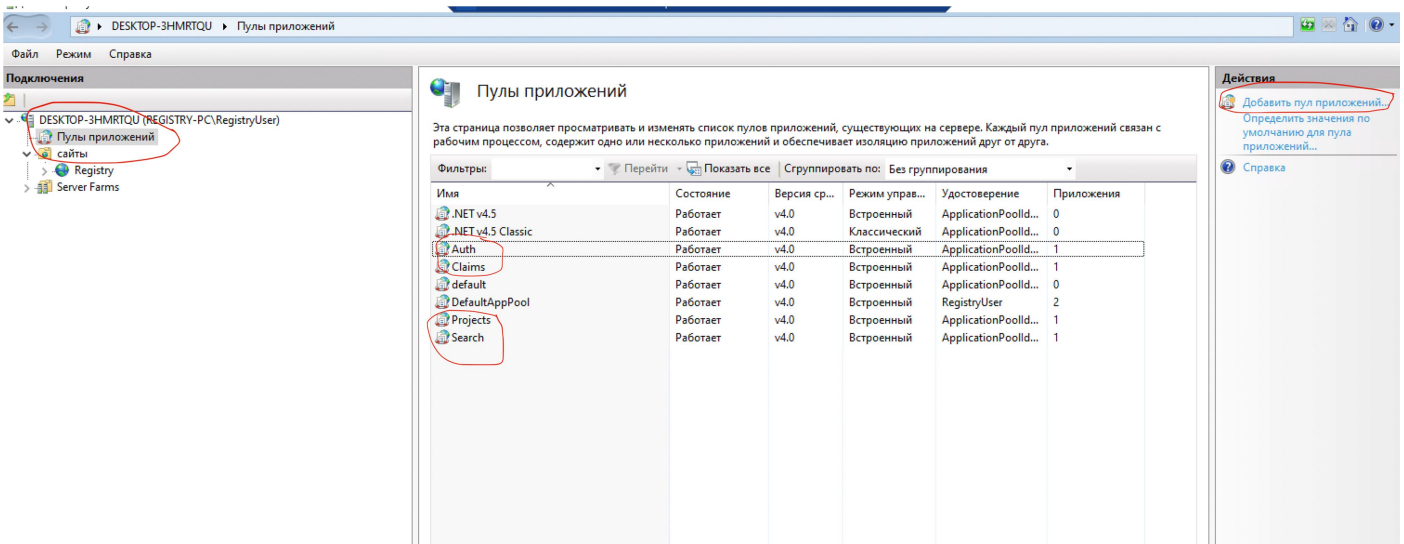 DESKTOP-3HMRTQU Пулы приложений
Файл Режим Справка
Подключения
DESKTOP-3HMRTQU (REGISTRY-PC\RegistryUser)
Пулы приложений
сайты
Registry
Server Farms
Пулы приложений
Эта страница позволяет просматривать и изменять список пулов приложений, существующих на сервере. Каждый пул приложений связан с
рабочим процессом, содержит одно или несколько приложений и обеспечивает изоляцию приложений друг от друга.
Фильтры: Перейти Показать все Сгруппировать по: Без группирования
Имя Состояние Версия ср... Режим управ... Удостоверение Приложения
.NET v4.5 Работает v4.0 Встроенный ApplicationPoolId... 0
.NET v4.5 Classic Работает v4.0 Классический ApplicationPoolId... 0
Auth Работает v4.0 Встроенный ApplicationPoolId... 1
Claims Работает v4.0 Встроенный ApplicationPoolId... 1
default Работает v4.0 Встроенный ApplicationPoolId... 0
DefaultAppPool Работает v4.0 Встроенный RegistryUser 2
Projects Работает v4.0 Встроенный ApplicationPoolId... 1
Search Работает v4.0 Встроенный ApplicationPoolId... 1
Действия
Добавить пул приложений...
Определить значения по
умолчанию для пула
приложений...
Справка